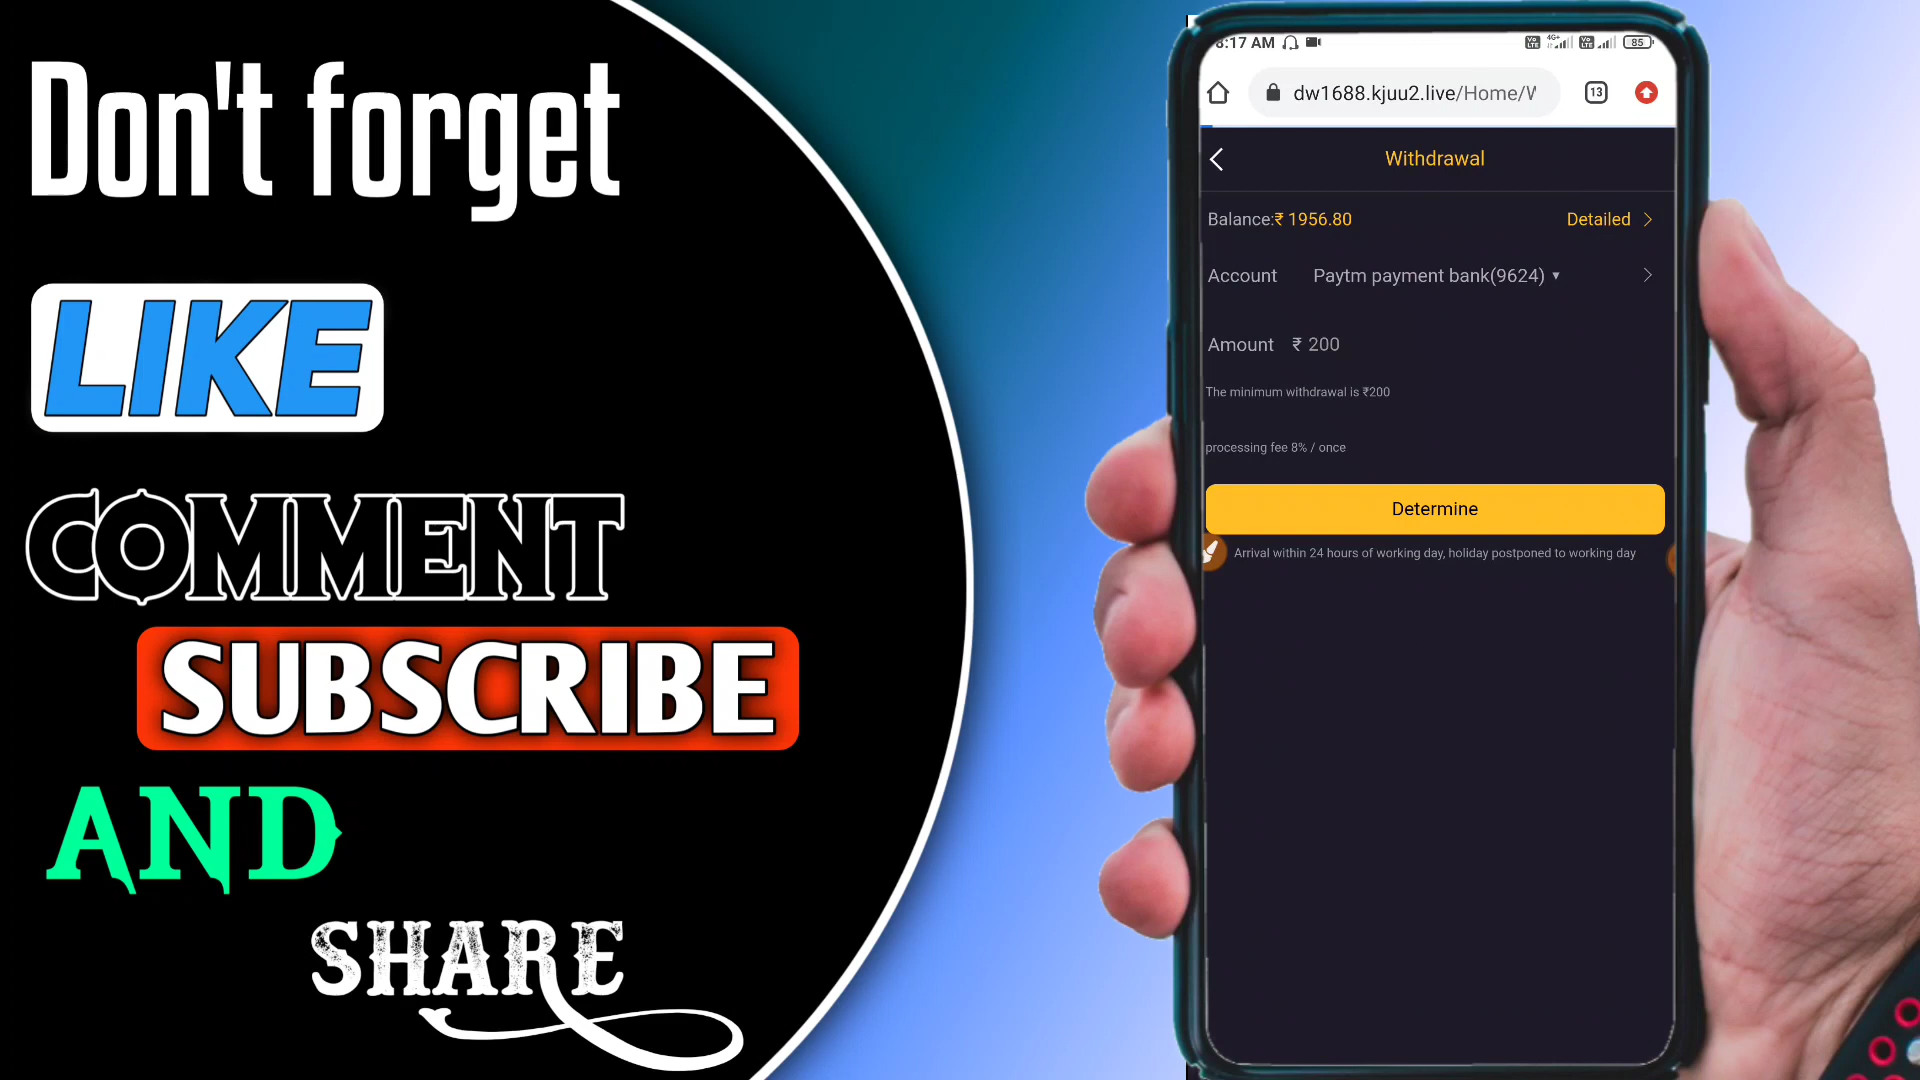 Don't forget
LIKE
COMMENT
SUBSCRIBE
AND
SHARE
8:17 AM 4G+ 85
dw1688.kjuu2.live/Home/W 13
Withdrawal
Balance:₹ 1956.80 Detailed
Account Paytm payment bank(9624)
Amount ₹ 200
The minimum withdrawal is ₹200
processing fee 8% / once
Determine
Arrival within 24 hours of working day, holiday postponed to working day